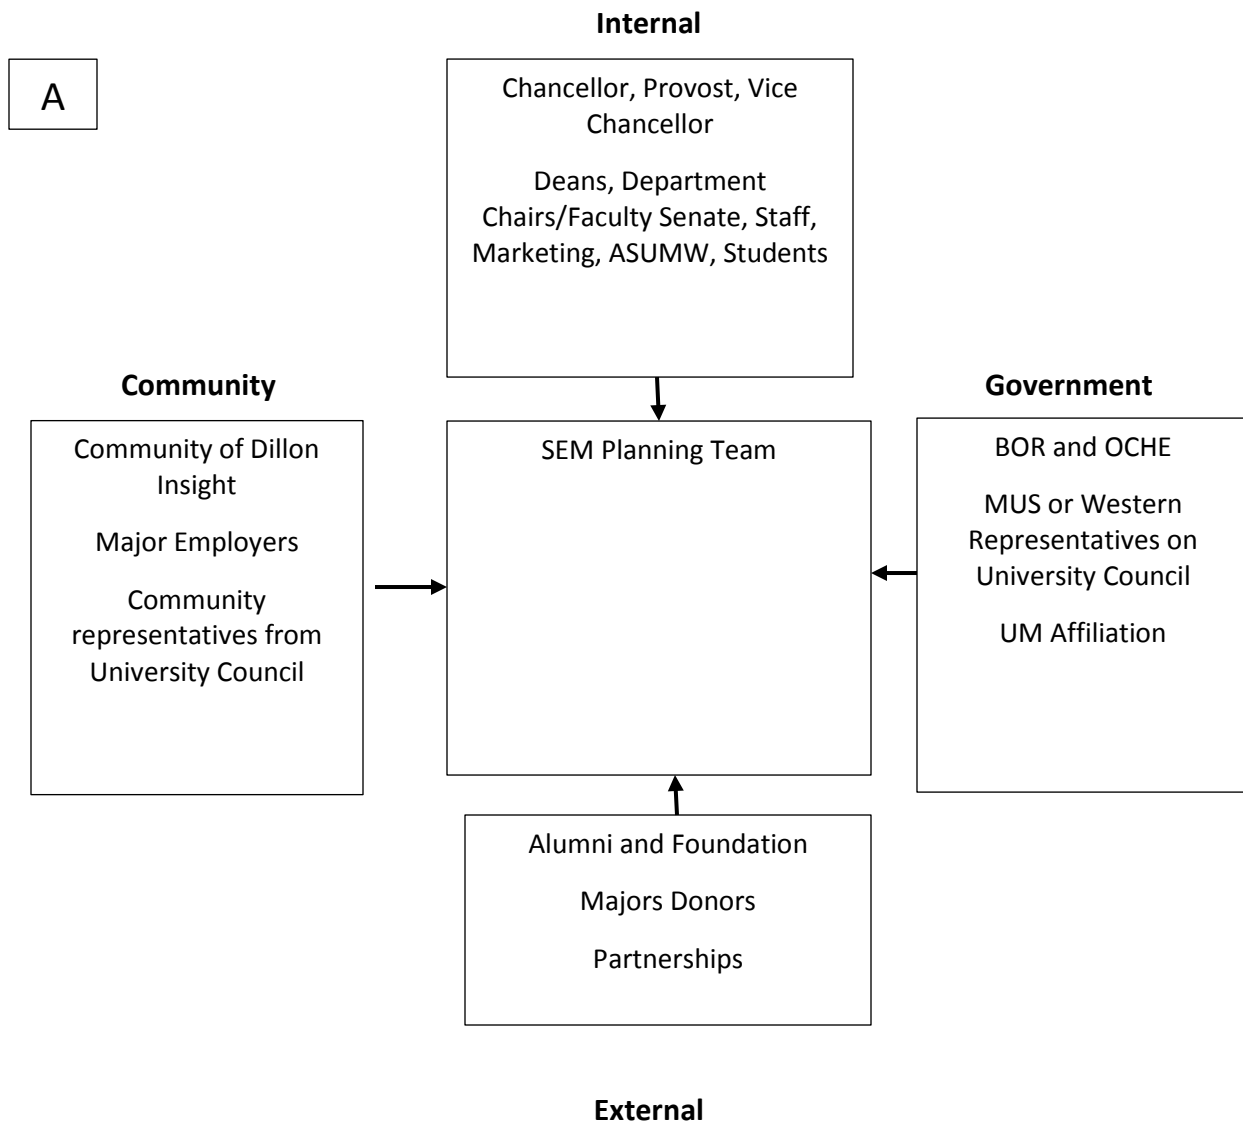 Internal
A
Chancellor, Provost, Vice
Chancellor
Deans, Department
Chairs/Faculty Senate, Staff,
Marketing, ASUMW, Students
Community
Community of Dillon
Insight
Major Employers
Community
representatives from
University Council
SEM Planning Team
Government
BOR and OCHE
MUS or Western
Representatives on
University Council
UM Affiliation
Alumni and Foundation
Majors Donors
Partnerships
External